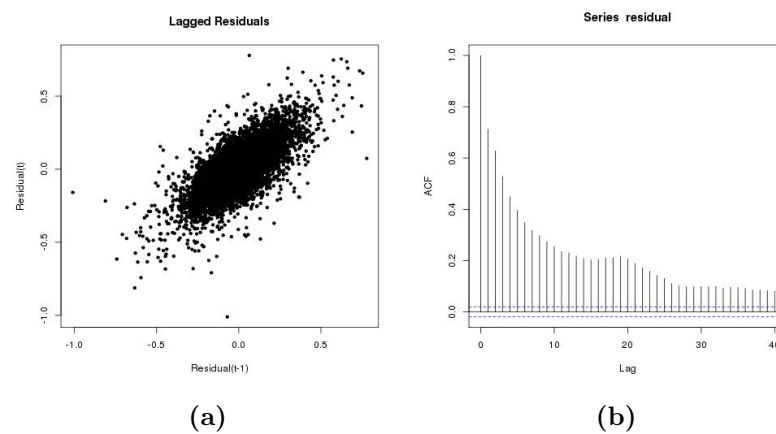 Lagged Residuals
Residual(t)
0.5
0.0
-0.5
-1.0
-1.0
-0.5
0.0
0.5
Residual(t-1)
(a)
Series residual
ACF
1.0
0.8
0.6
0.4
0.2
0.0
0
10
20
30
40
Lag
(b)